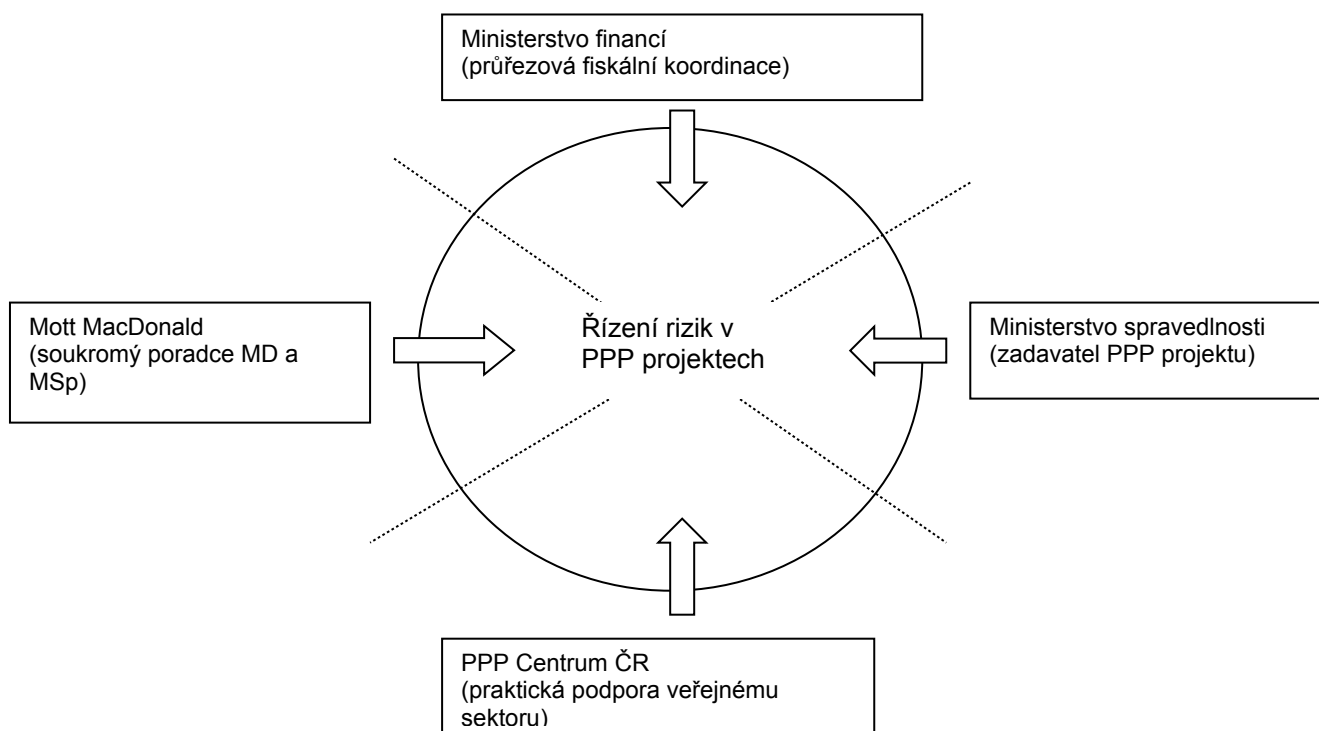 Ministerstvo financí
(průřezová fiskální koordinace)
Mott MacDonald
(soukromý poradce MD a
MSp)
Řízení rizik v
PPP projektech
Ministerstvo spravedlnosti
(zadavatel PPP projektu)
PPP Centrum ČR
(praktická podpora veřejnému
sektoru)